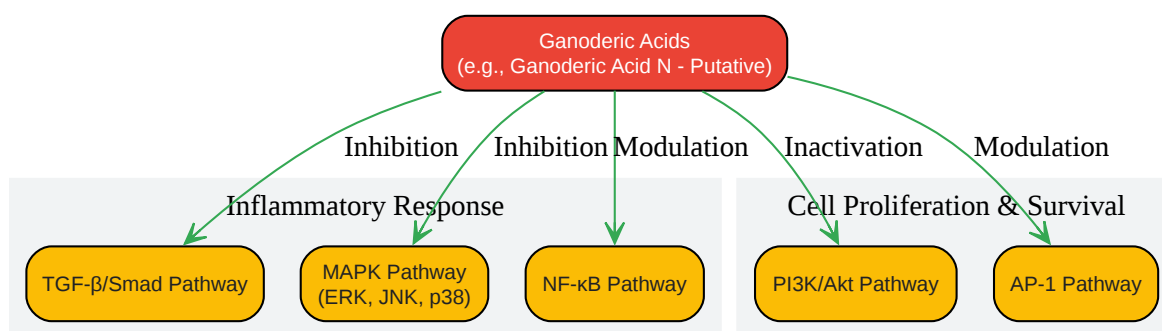 Ganoderic Acids
(e.g., Ganoderic Acid N - Putative)
Inhibition
Inhibition
Modulation
Inactivation
Modulation
Inflammatory Response
Cell Proliferation & Survival
TGF-β/Smad Pathway
MAPK Pathway
(ERK, JNK, p38)
NF-κB Pathway
PI3K/Akt Pathway
AP-1 Pathway